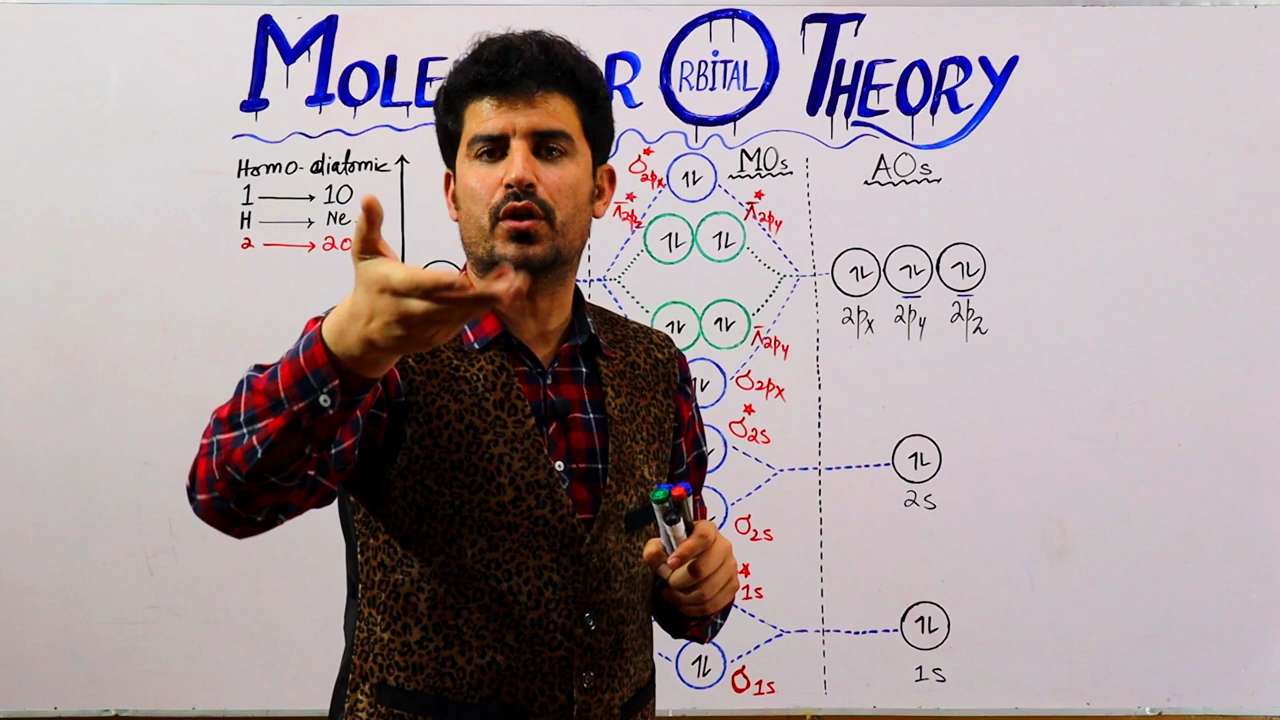 MOLE R ORBITAL THEORY
Homo-diatomic
1 → 10
H → Ne
2 → 20
MOs
AOs
σ*2px
π*2pz
π*2py
π2py
σ2px
σ*2s
σ2s
*1s
σ1s
2px 2py 2pz
2s
1s